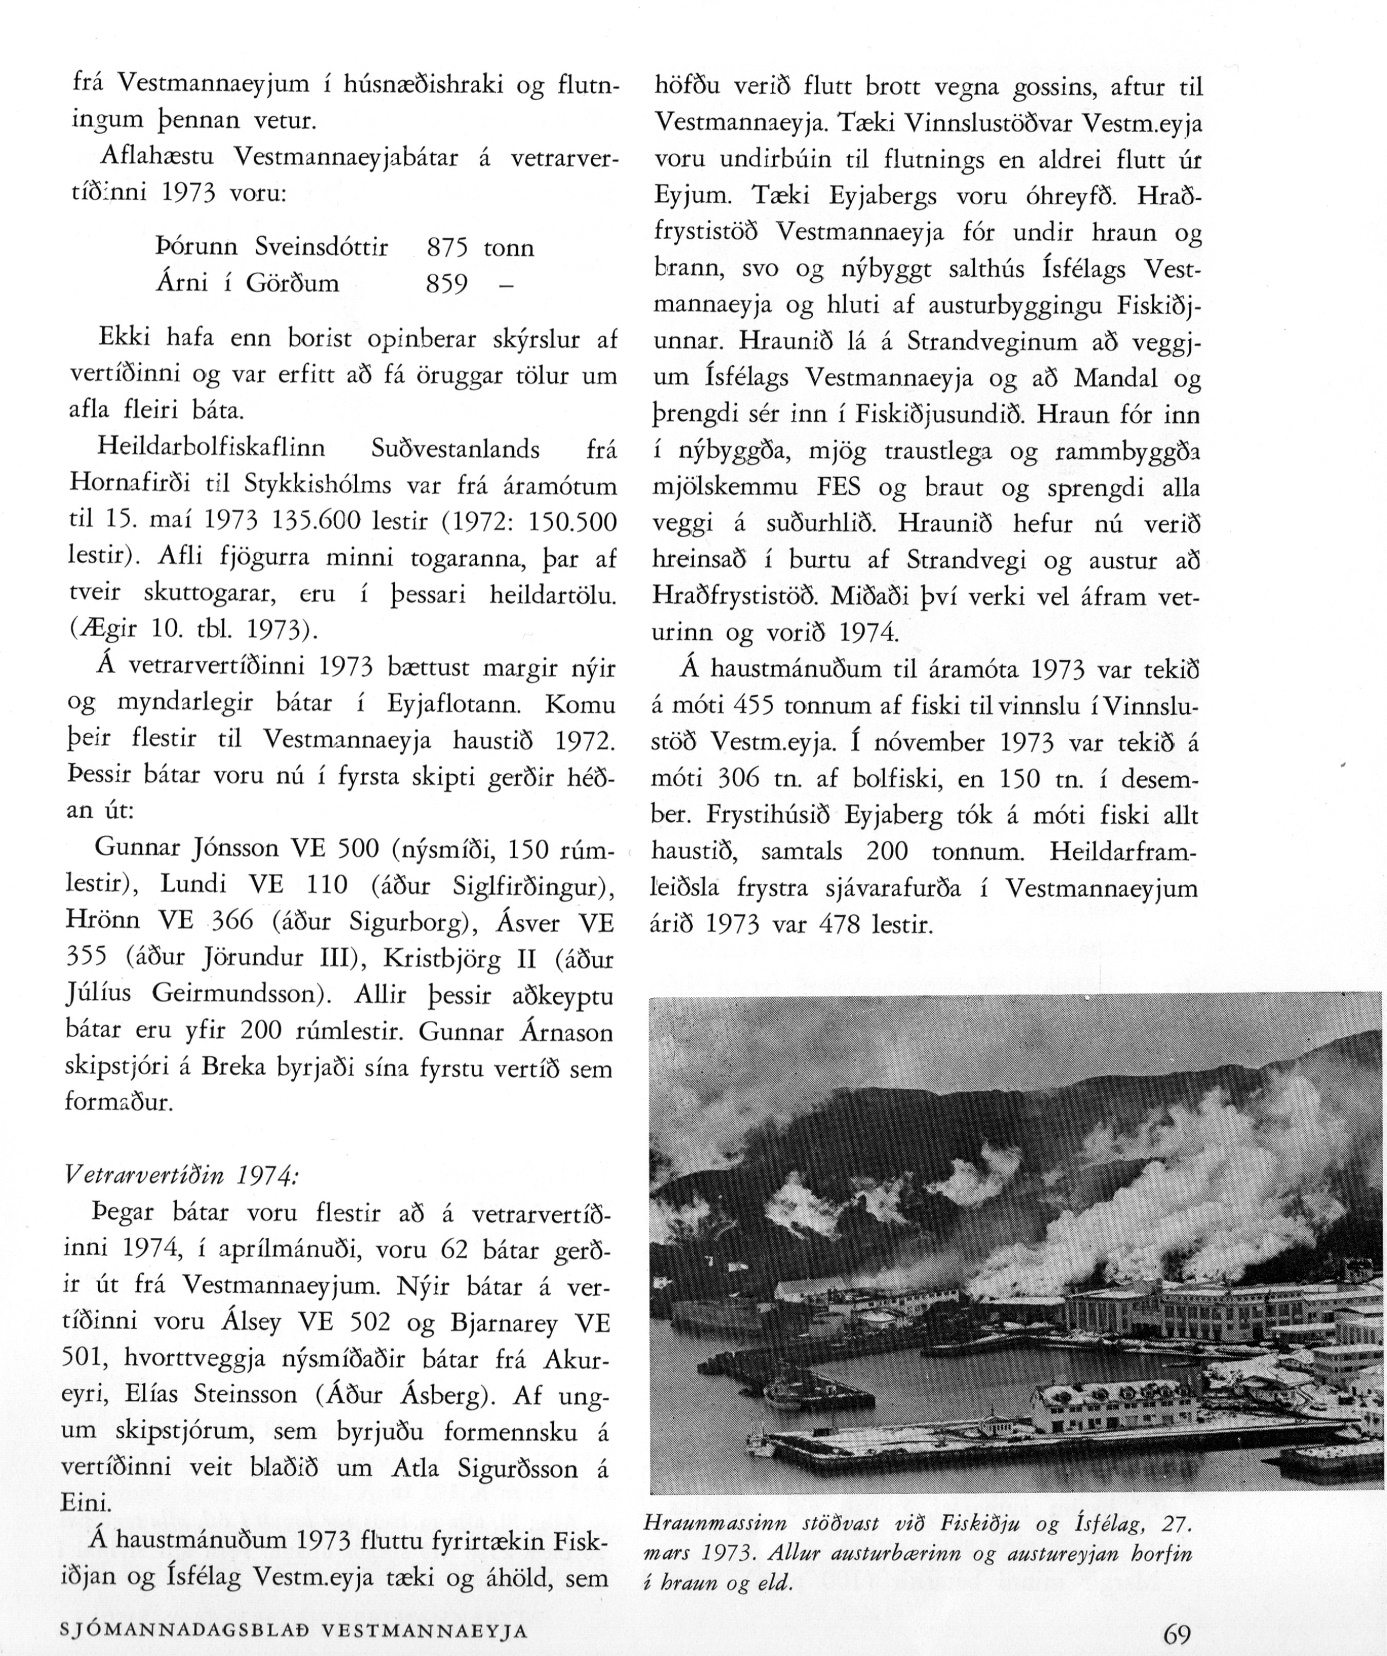 frá Vestmannaeyjum í húsnæðishraki og flutn-
ingum þennan vetur.
Aflahæstu Vestmannaeyjabátar á vetrarver-
tíðinni 1973 voru:
Þórunn Sveinsdóttir 875 tonn
Árni í Görðum 859 –
Ekki hafa enn borist opinberar skýrslur af
vertíðinni og var erfitt að fá öruggar tölur um
afla fleiri báta.
Heildarbolfiskaflinn Suðvestanlands frá
Hornafirði til Stykkishólms var frá áramótum
til 15. maí 1973 135.600 lestir (1972: 150.500
lestir). Afli fjögurra minni togaranna, þar af
tveir skuttogarar, eru í þessari heildartölu.
(Ægir 10. tbl. 1973).
Á vetrarvertíðinni 1973 bættust margir nýir
og myndarlegir bátar í Eyjaflotann. Komu
þeir flestir til Vestmannaeyja haustið 1972.
Þessir bátar voru nú í fyrsta skipti gerðir héð-
an út:
Gunnar Jónsson VE 500 (nýsmíði, 150 rúm-
lestir), Lundi VE 110 (áður Siglfirðingur),
Hrönn VE 366 (áður Sigurborg), Ásver VE
355 (áður Jörundur III), Kristbjörg II (áður
Júlíus Geirmundsson). Allir þessir aðkeyptu
bátar eru yfir 200 rúmlestir. Gunnar Árnason
skipstjóri á Breka byrjaði sína fyrstu vertíð sem
formaður.
Vetrarvertíðin 1974:
Þegar bátar voru flestir að á vetrarvertíð-
inni 1974, í aprílmánuði, voru 62 bátar gerð-
ir út frá Vestmannaeyjum. Nýir bátar á ver-
tíðinni voru Álsey VE 502 og Bjarnarey VE
501, hvorttveggja nýsmíðaðir bátar frá Akur-
eyri, Elías Steinsson (Áður Ásberg). Af ung-
um skipstjórum, sem byrjuðu formennsku á
vertíðinni veit blaðið um Atla Sigurðsson á
Eini.
Á haustmánuðum 1973 fluttu fyrirtækin Fisk-
iðjan og Ísfélag Vestm.eyja tæki og áhöld, sem
höfðu verið flutt brott vegna gossins, aftur til
Vestmannaeyja. Tæki Vinnslustöðvar Vestm.eyja
voru undirbúin til flutnings en aldrei flutt úr
Eyjum. Tæki Eyjabergs voru óhreyfð. Hrað-
frystistöð Vestmannaeyja fór undir hraun og
brann, svo og nýbyggt salthús Ísfélags Vest-
mannaeyja og hluti af austurbyggingu Fiskiðj-
unnar. Hraunið lá á Strandveginum að veggj-
um Ísfélags Vestmannaeyja og að Mandal og
þrengdi sér inn í Fiskiðjusundið. Hraun fór inn
í nýbyggða, mjög traustlega og rammbyggða
mjölskemmu FES og braut og sprengdi alla
veggi á suðurhlið. Hraunið hefur nú verið
hreinsað í burtu af Strandvegi og austur að
Hraðfrystistöð. Miðaði því verki vel áfram vet-
urinn og vorið 1974.
Á haustmánuðum til áramóta 1973 var tekið
á móti 455 tonnum af fiski til vinnslu í Vinnslu-
stöð Vestm.eyja. Í nóvember 1973 var tekið á
móti 306 tn. af bolfiski, en 150 tn. í desem-
ber. Frystihúsið Eyjaberg tók á móti fiski allt
haustið, samtals 200 tonnum. Heildarfram-
leiðsla frystra sjávarafurða í Vestmannaeyjum
árið 1973 var 478 lestir.
Hraunmassinn stöðvast við Fiskiðju og Ísfélag, 27.
mars 1973. Allur austurbærinn og austureyjan horfin
í hraun og eld.
SJÓMANNADAGSBLAÐ VESTMANNAEYJA
69